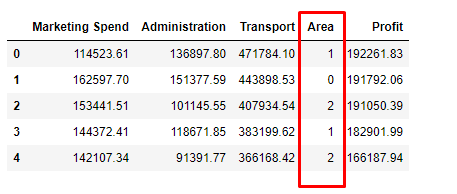 Marketing Spend Administration Transport Area Profit
0 114523.61 136897.80 471784.10 1 192261.83
1 162597.70 151377.59 443898.53 0 191792.06
2 153441.51 101145.55 407934.54 2 191050.39
3 144372.41 118671.85 383199.62 1 182901.99
4 142107.34 91391.77 366168.42 2 166187.94